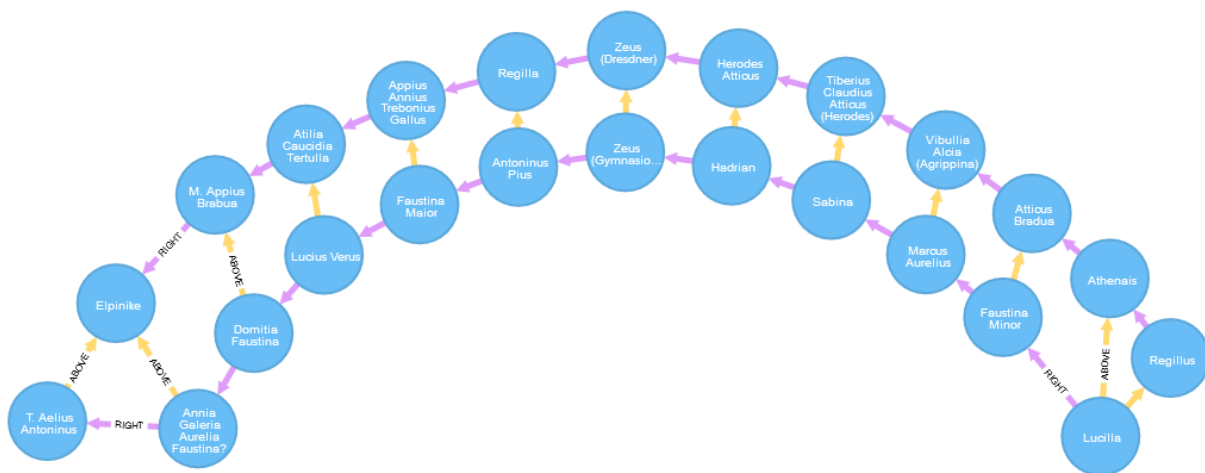 Zeus
(Dresdner)
Herodes
Atticus
Regilla
Tiberius
Claudius
Atticus
(Herodes)
Appius
Annius
Trebonius
Gallus
Atilia
Caucidia
Tertulla
Vibullia
Alcia
(Agrippina)
M. Appius
Brabua
Atticus
Bradua
Athenais
Regillus
Elpinike
RIGHT
Zeus
(Gymnasio...
Hadrian
Antoninus
Pius
Sabina
Faustina
Maior
Marcus
Aurelius
Lucius Verus
Faustina
Minor
Domitia
Faustina
ABOVE
RIGHT
ABOVE
Lucilla
ABOVE
ABOVE
T. Aelius
Antoninus
RIGHT
Annia
Galeria
Aurelia
Faustina?